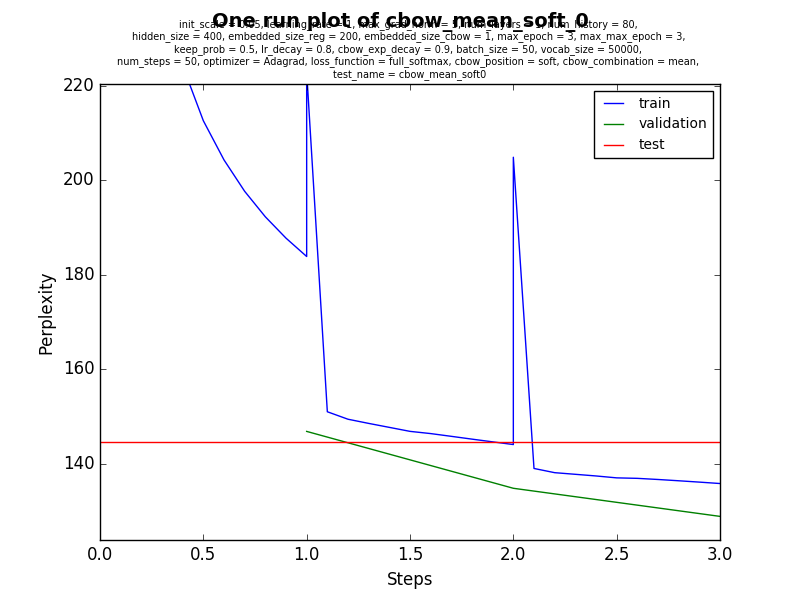 One run plot of cbow_mean_soft_0
init_scale = 0.05, learning_rate = 1, max_grad_norm = 5, num_layers = 1, num_history = 80,
hidden_size = 400, embedded_size_reg = 200, embedded_size_cbow = 1, max_epoch = 3, max_max_epoch = 3,
keep_prob = 0.5, lr_decay = 0.8, cbow_exp_decay = 0.9, batch_size = 50, vocab_size = 50000,
num_steps = 50, optimizer = Adagrad, loss_function = full_softmax, cbow_position = soft, cbow_combination = mean,
test_name = cbow_mean_soft0
220
200
180
160
140
Perplexity
train
validation
test
0.0 0.5 1.0 1.5 2.0 2.5 3.0
Steps